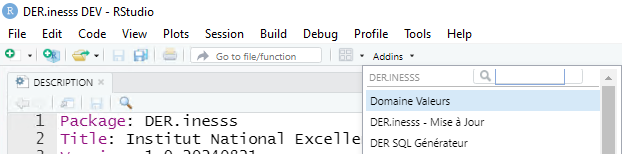 DER.inesss DEV - RStudio
File Edit Code View Plots Session Build Debug Profile Tools Help
Go to file/function Addins
DESCRIPTION
DER.INESSS
1 Package: DER.inesss
2 Title: Institut National Excelle
Domaine Valeurs
DER.inesss - Mise à Jour
DER SQL Générateur